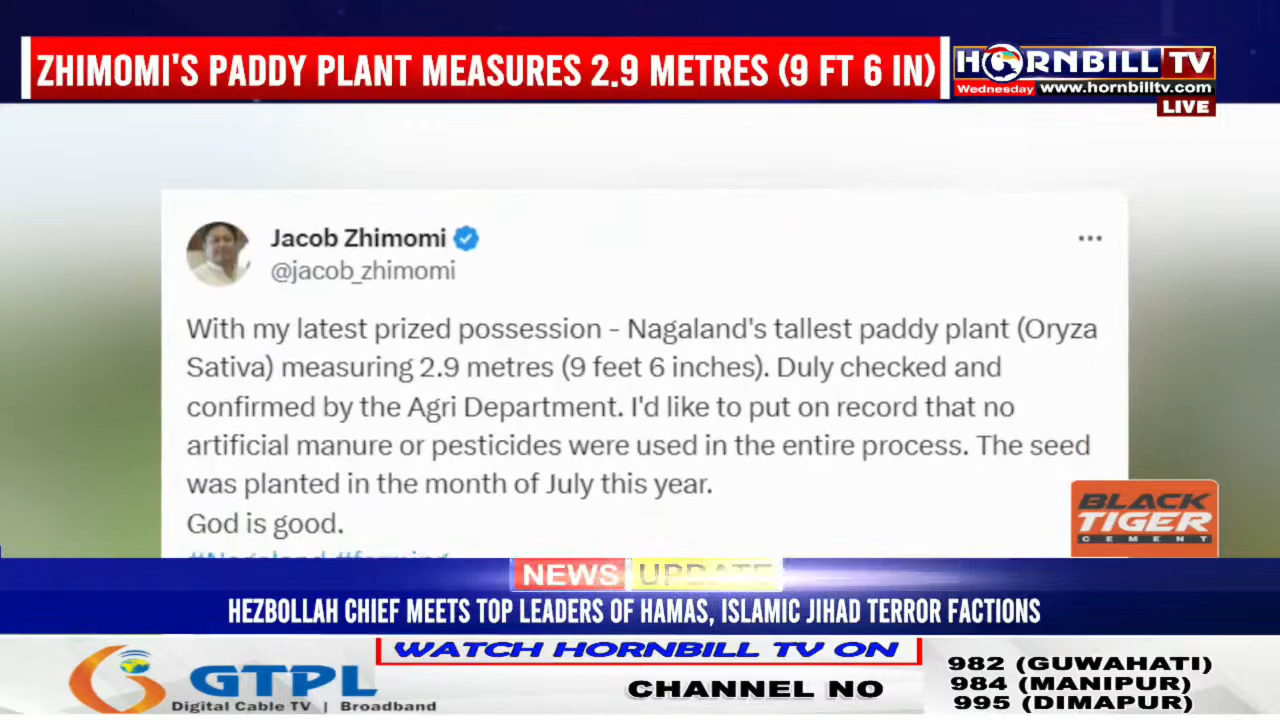 ZHIMOMI'S PADDY PLANT MEASURES 2.9 METRES (9 FT 6 IN)
HORNBILL TV
Wednesday www.hornbilltv.com
LIVE
Jacob Zhimomi
@jacob_zhimomi
With my latest prized possession - Nagaland's tallest paddy plant (Oryza
Sativa) measuring 2.9 metres (9 feet 6 inches). Duly checked and
confirmed by the Agri Department. I'd like to put on record that no
artificial manure or pesticides were used in the entire process. The seed
was planted in the month of July this year.
God is good.
#Nagaland #farming
BLACK
TIGER
CEMENT
NEWS UPDATE
HEZBOLLAH CHIEF MEETS TOP LEADERS OF HAMAS, ISLAMIC JIHAD TERROR FACTIONS
WATCH HORNBILL TV ON
GTPL
Digital Cable TV | Broadband
CHANNEL NO
982 (GUWAHATI)
984 (MANIPUR)
995 (DIMAPUR)